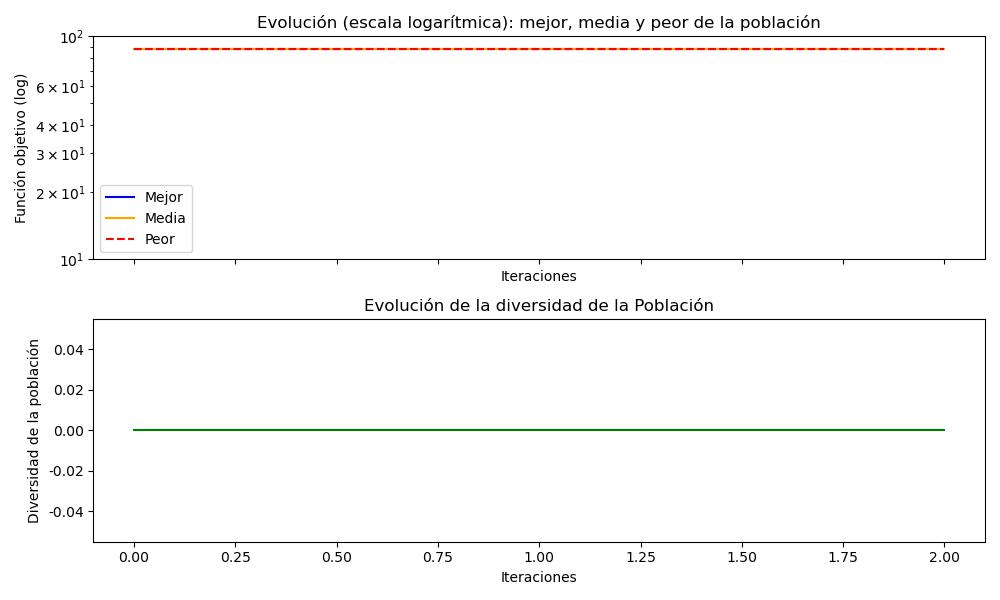 Evolución (escala logarítmica): mejor, media y peor de la población
10²
6 × 10¹
4 × 10¹
3 × 10¹
2 × 10¹
10¹
Función objetivo (log)
Mejor
Media
Peor
Iteraciones
Evolución de la diversidad de la Población
0.04
0.02
0.00
-0.02
-0.04
Diversidad de la población
0.00 0.25 0.50 0.75 1.00 1.25 1.50 1.75 2.00
Iteraciones